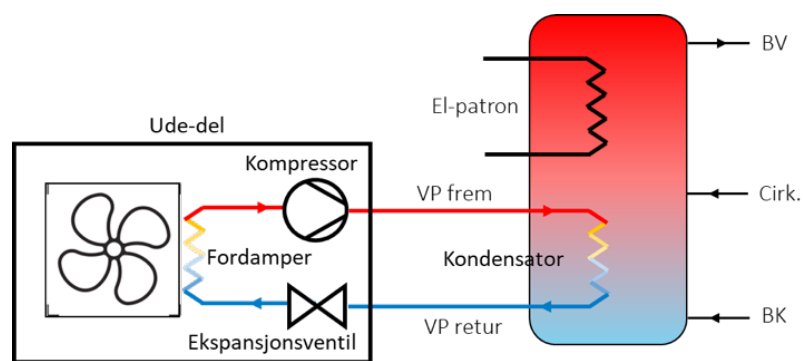 BV
El-patron
Ude-del
Kompressor
VP frem
Cirk.
Fordamper
Kondensator
BK
VP retur
Ekspansjonsventil